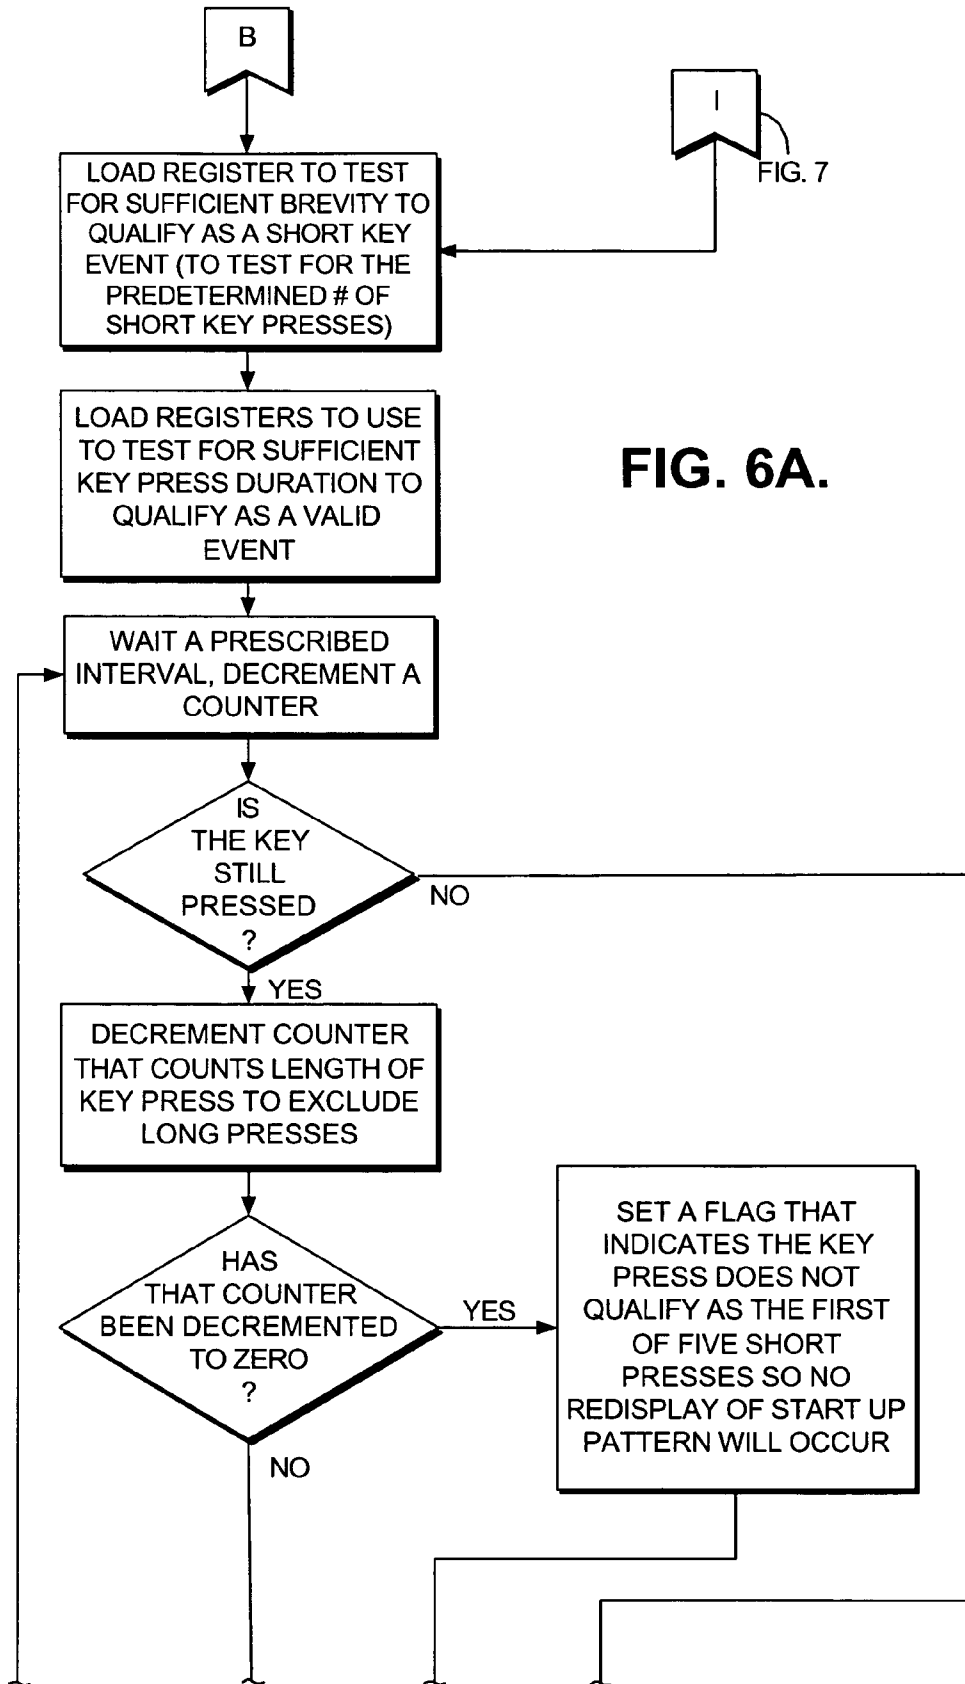 B
I
FIG. 7
LOAD REGISTER TO TEST
FOR SUFFICIENT BREVITY TO
QUALIFY AS A SHORT KEY
EVENT (TO TEST FOR THE
PREDETERMINED # OF
SHORT KEY PRESSES)
LOAD REGISTERS TO USE
TO TEST FOR SUFFICIENT
KEY PRESS DURATION TO
QUALIFY AS A VALID
EVENT
FIG. 6A.
WAIT A PRESCRIBED
INTERVAL, DECREMENT A
COUNTER
IS
THE KEY
STILL
PRESSED
?
NO
YES
DECREMENT COUNTER
THAT COUNTS LENGTH OF
KEY PRESS TO EXCLUDE
LONG PRESSES
HAS
THAT COUNTER
BEEN DECREMENTED
TO ZERO
?
YES
NO
SET A FLAG THAT
INDICATES THE KEY
PRESS DOES NOT
QUALIFY AS THE FIRST
OF FIVE SHORT
PRESSES SO NO
REDISPLAY OF START UP
PATTERN WILL OCCUR